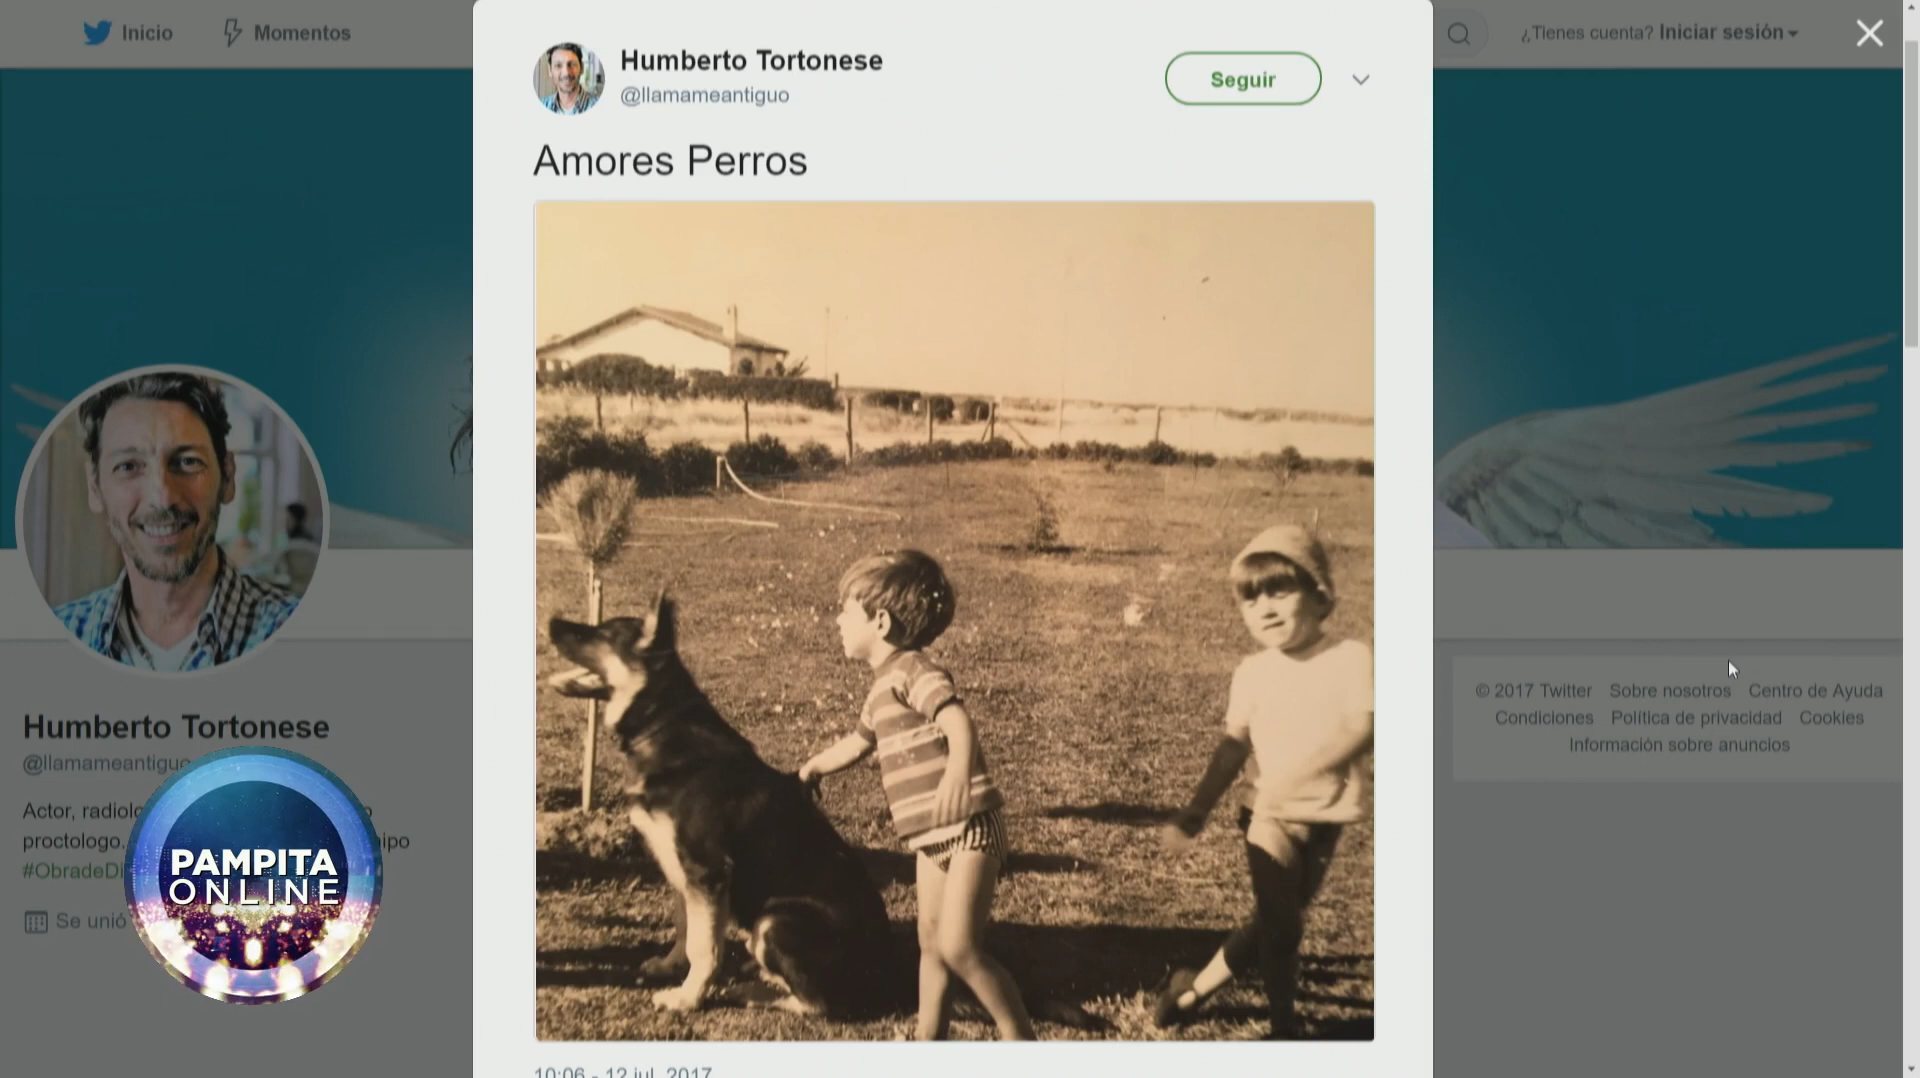 Inicio
Momentos
¿Tienes cuenta? Iniciar sesión
Humberto Tortonese
@llamameantiguo
Seguir
Amores Perros
Humberto Tortonese
@llamameantiguo
Actor,
proctologo.
#ObradeDi
Se unió
PAMPITA
ONLINE
© 2017 Twitter Sobre nosotros Centro de Ayuda
Condiciones Política de privacidad Cookies
Información sobre anuncios
10:06 - 12 jul. 2017